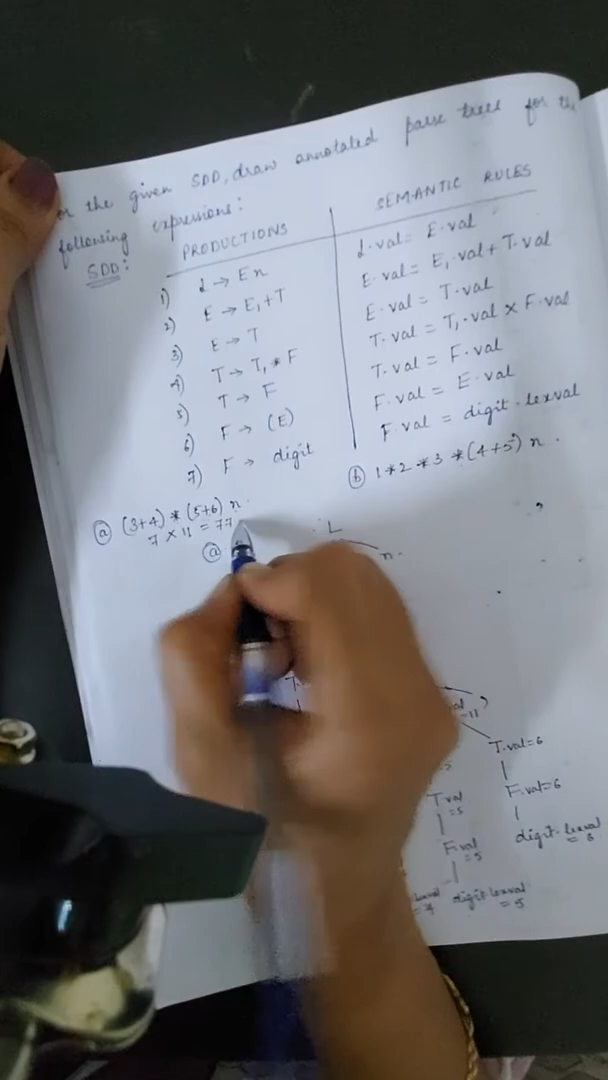 the given SDD, draw annotated parse trees for the
following expressions:
SDD:
PRODUCTIONS | SEMANTIC RULES
1) L → En | L.val = E.val
2) E → E₁+T | E.val = E₁.val + T.val
3) E → T | E.val = T.val
4) T → T₁ * F | T.val = T₁.val × F.val
5) T → F | T.val = F.val
6) F → (E) | F.val = E.val
7) F → digit | F.val = digit.lexval
ⓐ (3+4) * (5+6) n.
7 × 11 = 77
ⓑ 1 * 2 * 3 * (4+5) n.
ⓐ L
n.
)
=11
T.val=6
T.val
=5
F.val=6
F.val
=5
digit.lexval
digit.lexval
=5